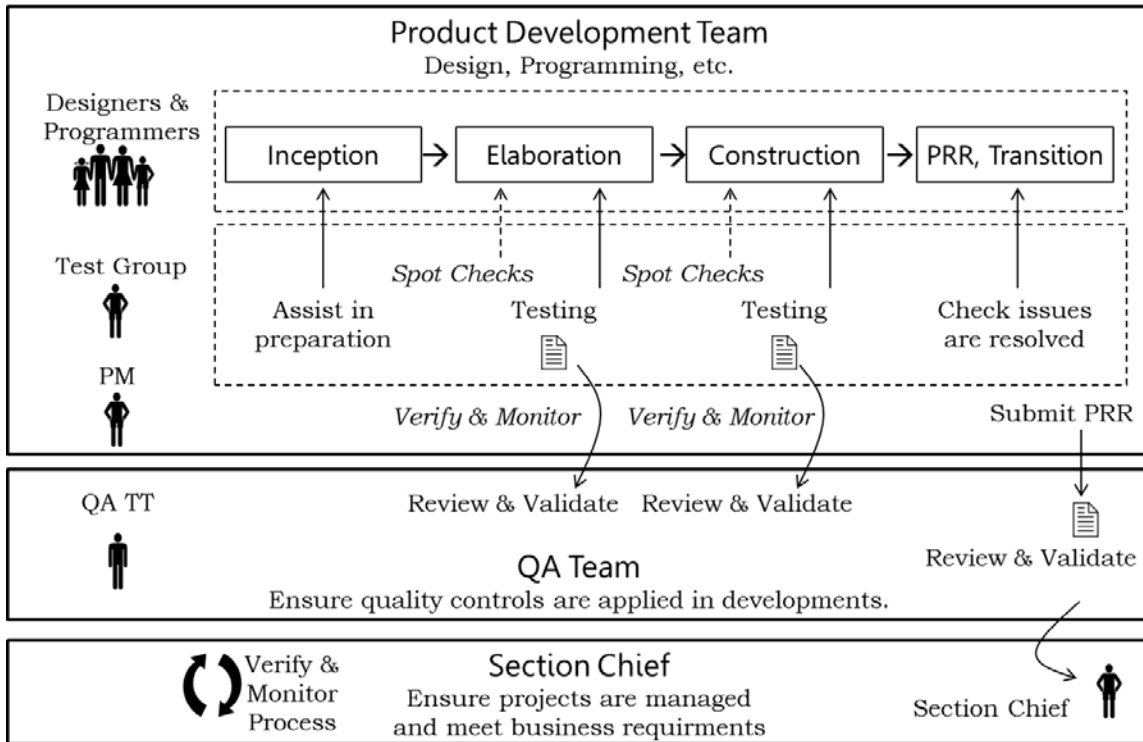 Product Development Team
Design, Programming, etc.
Designers &
Programmers
Inception
Elaboration
Construction
PRR, Transition
Test Group
Spot Checks
Spot Checks
Assist in
preparation
Testing
Testing
Check issues
are resolved
PM
Verify & Monitor
Verify & Monitor
Submit PRR
QA TT
Review & Validate
Review & Validate
Review & Validate
QA Team
Ensure quality controls are applied in developments.
Verify &
Monitor
Process
Section Chief
Ensure projects are managed
and meet business requirments
Section Chief